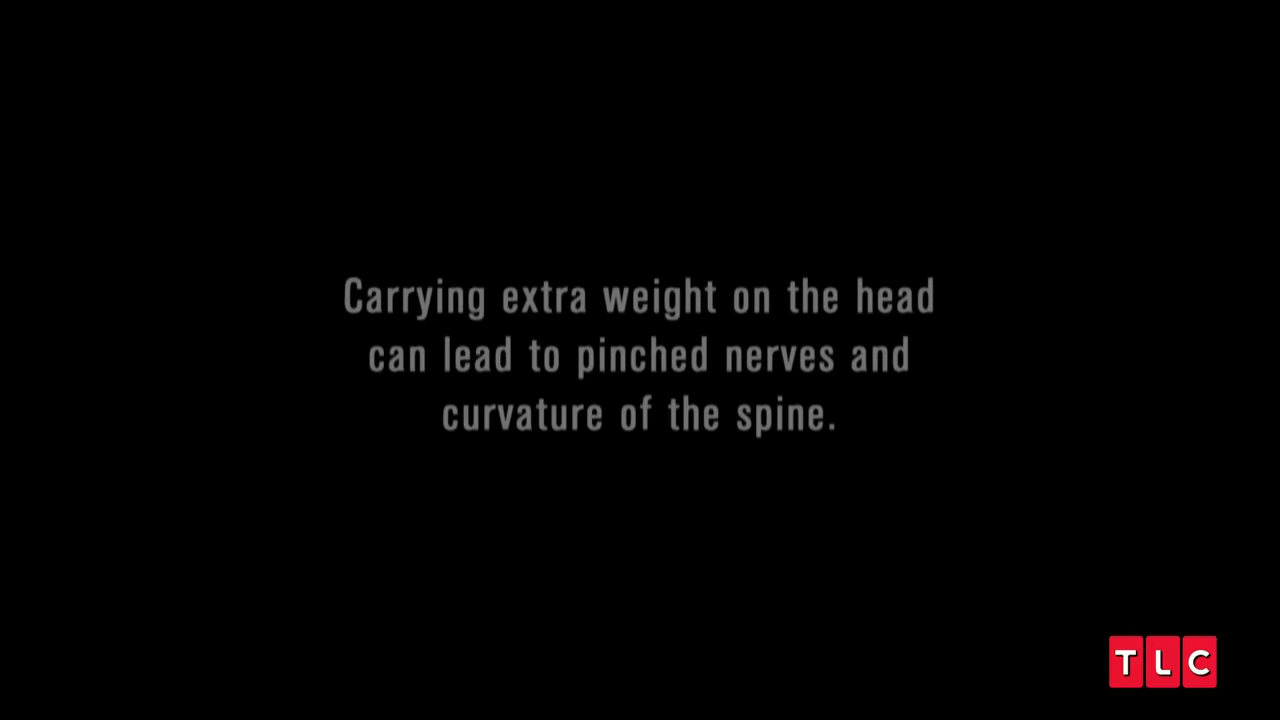 Carrying extra weight on the head
can lead to pinched nerves and
curvature of the spine.
TLC